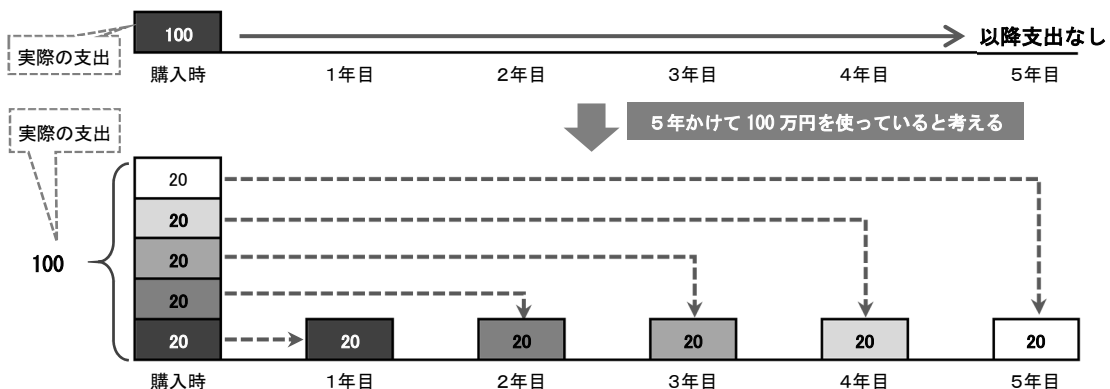 100
以降支出なし
実際の支出
購入時
1年目
2年目
3年目
4年目
5年目
5年かけて100万円を使っていると考える
実際の支出
20
20
20
20
20
100
20
20
20
20
20
購入時
1年目
2年目
3年目
4年目
5年目